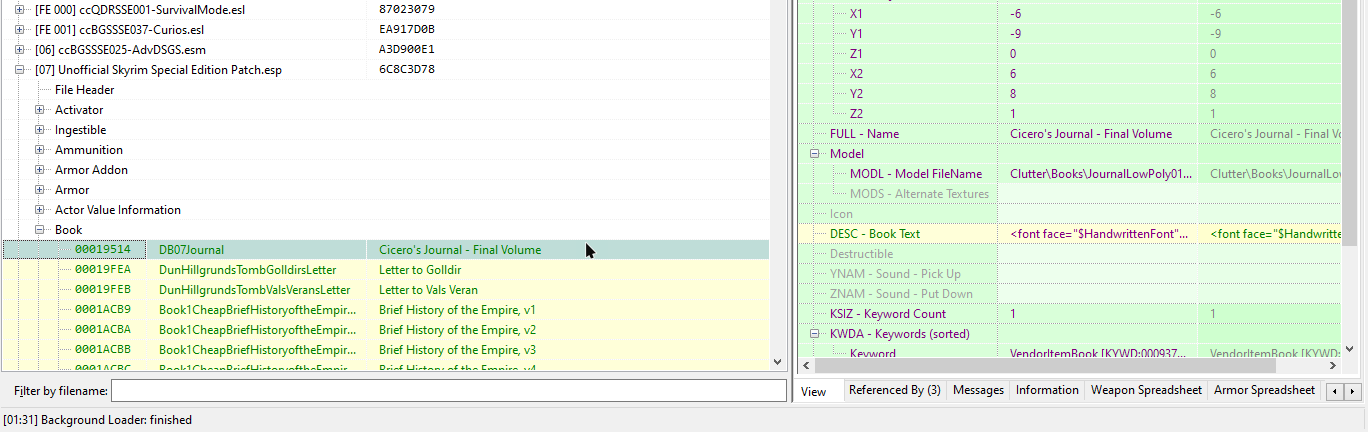 [FE 000] ccQDRSSE001-SurvivalMode.esl 87023079
[FE 001] ccBGSSSE037-Curios.esl EA917D0B
[06] ccBGSSSE025-AdvDSGS.esm A3D900E1
[07] Unofficial Skyrim Special Edition Patch.esp 6C8C3D78
File Header
Activator
Ingestible
Ammunition
Armor Addon
Armor
Actor Value Information
Book
00019514 DB07Journal Cicero's Journal - Final Volume
00019FEA DunHillgrundsTombGolldirsLetter Letter to Golldir
00019FEB DunHillgrundsTombValsVeransLetter Letter to Vals Veran
0001ACB9 Book1CheapBriefHistoryoftheEmpir... Brief History of the Empire, v1
0001ACBA Book1CheapBriefHistoryoftheEmpir... Brief History of the Empire, v2
0001ACBB Book1CheapBriefHistoryoftheEmpir... Brief History of the Empire, v3
0001ACBC Book1CheapBriefHistoryoftheEmpir... Brief History of the Empire, v4
Filter by filename:
[01:31] Background Loader: finished
X1 -6 -6
Y1 -9 -9
Z1 0 0
X2 6 6
Y2 8 8
Z2 1 1
FULL - Name Cicero's Journal - Final Volume Cicero's Journal - Final Vo
Model
MODL - Model FileName Clutter\Books\JournalLowPoly01... Clutter\Books\JournalLow
MODS - Alternate Textures
Icon
DESC - Book Text <font face="$HandwrittenFont"... <font face="$Handwritte
Destructible
YNAM - Sound - Pick Up
ZNAM - Sound - Put Down
KSIZ - Keyword Count 1 1
KWDA - Keywords (sorted)
Keyword VendorItemBook [KYWD:000937... VendorItemBook [KYWD:
View Referenced By (3) Messages Information Weapon Spreadsheet Armor Spreadsheet